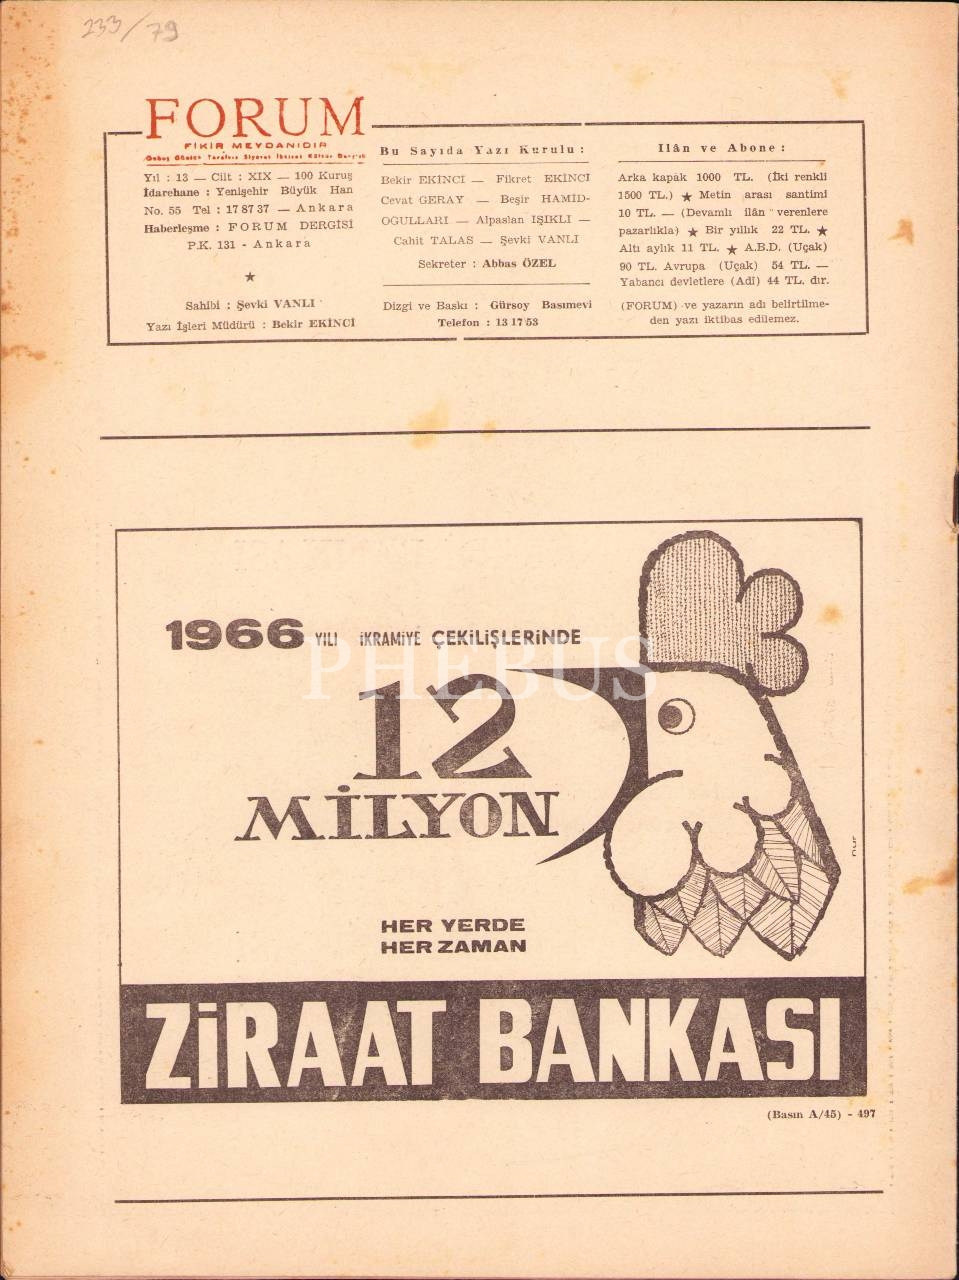 233/79
FORUM
FİKİR MEYDANIDIR
Yıl : 13 — Cilt : XIX — 100 Kuruş
İdarehane : Yenişehir Büyük Han
No. 55 Tel : 17 87 37 — Ankara
Haberleşme : FORUM DERGİSİ
P.K. 131 - Ankara
★
Sahibi : Şevki VANLI
Yazı İşleri Müdürü : Bekir EKİNCİ
Bu Sayıda Yazı Kurulu :
Bekir EKİNCİ — Fikret EKİNCİ
Cevat GERAY — Beşir HAMİD-
OGULLARI — Alpaslan IŞIKLI —
Cahit TALAS — Şevki VANLI
Sekreter : Abbas ÖZEL
Dizgi ve Baskı : Gürsoy Basımevi
Telefon : 13 17 53
Ilân ve Abone :
Arka kapak 1000 TL. (İki renkli
1500 TL.) ★ Metin arası santimi
10 TL. — (Devamlı ilân verenlere
pazarlıkla) ★ Bir yıllık 22 TL. ★
Altı aylık 11 TL. ★ A.B.D. (Uçak)
90 TL. Avrupa (Uçak) 54 TL. —
Yabancı devletlere (Adî) 44 TL. dır.
(FORUM) ve yazarın adı belirtilme-
den yazı iktibas edilemez.
1966 YILI İKRAMİYE ÇEKİLİŞLERİNDE
PHEBUS
12
MİLYON
HER YERDE
HER ZAMAN
ZİRAAT BANKASI
(Basın A/45) - 497